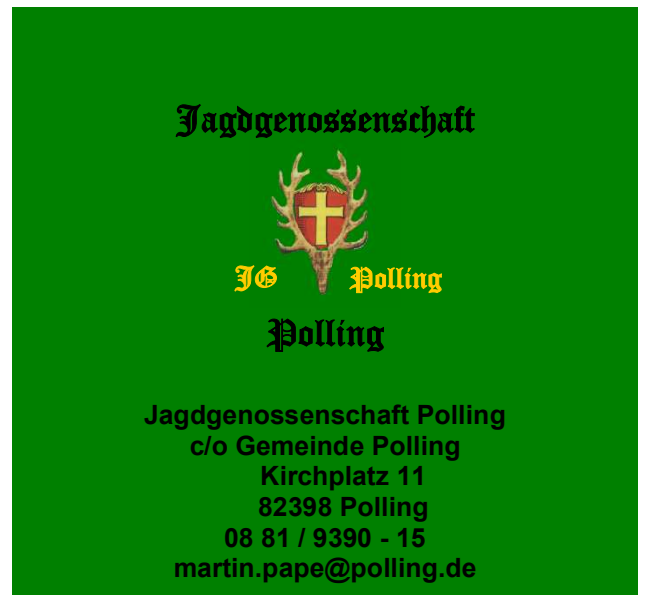 Jagdgenossenschaft
JG Polling
Polling
Jagdgenossenschaft Polling
c/o Gemeinde Polling
Kirchplatz 11
82398 Polling
08 81 / 9390 - 15
martin.pape@polling.de